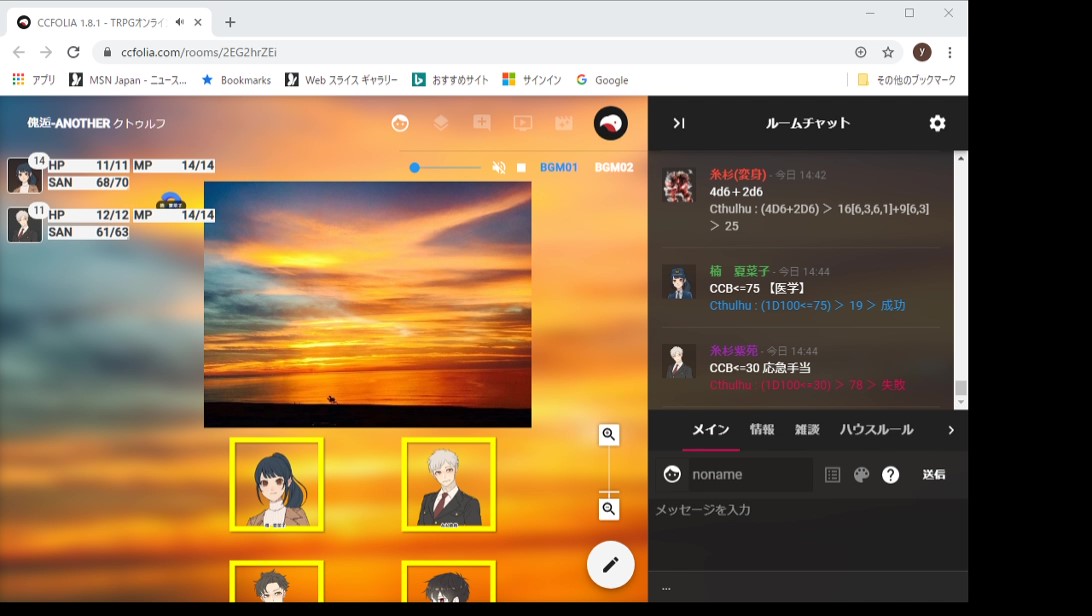 CCFOLIA 1.8.1 - TRPGオンライ
ccfolia.com/rooms/2EG2hrZEi
y
アプリ
MSN Japan - ニュース...
Bookmarks
Web スライス ギャラリー
おすすめサイト
サインイン
Google
その他のブックマーク
傀逅-ANOTHER クトゥルフ
14
HP 11/11 MP 14/14
SAN 68/70
11
HP 12/12 MP 14/14
SAN 61/63
BGM01
BGM02
ルームチャット
糸杉(変身) - 今日 14:42
4d6＋2d6
Cthulhu : (4D6+2D6) ＞ 16[6,3,6,1]+9[6,3]
＞ 25
楠　夏菜子 - 今日 14:44
CCB<=75 【医学】
Cthulhu : (1D100<=75) ＞ 19 ＞ 成功
糸杉紫苑 - 今日 14:44
CCB<=30 応急手当
Cthulhu : (1D100<=30) ＞ 78 ＞ 失敗
メイン
情報
雑談
ハウスルール
noname
送信
メッセージを入力
...